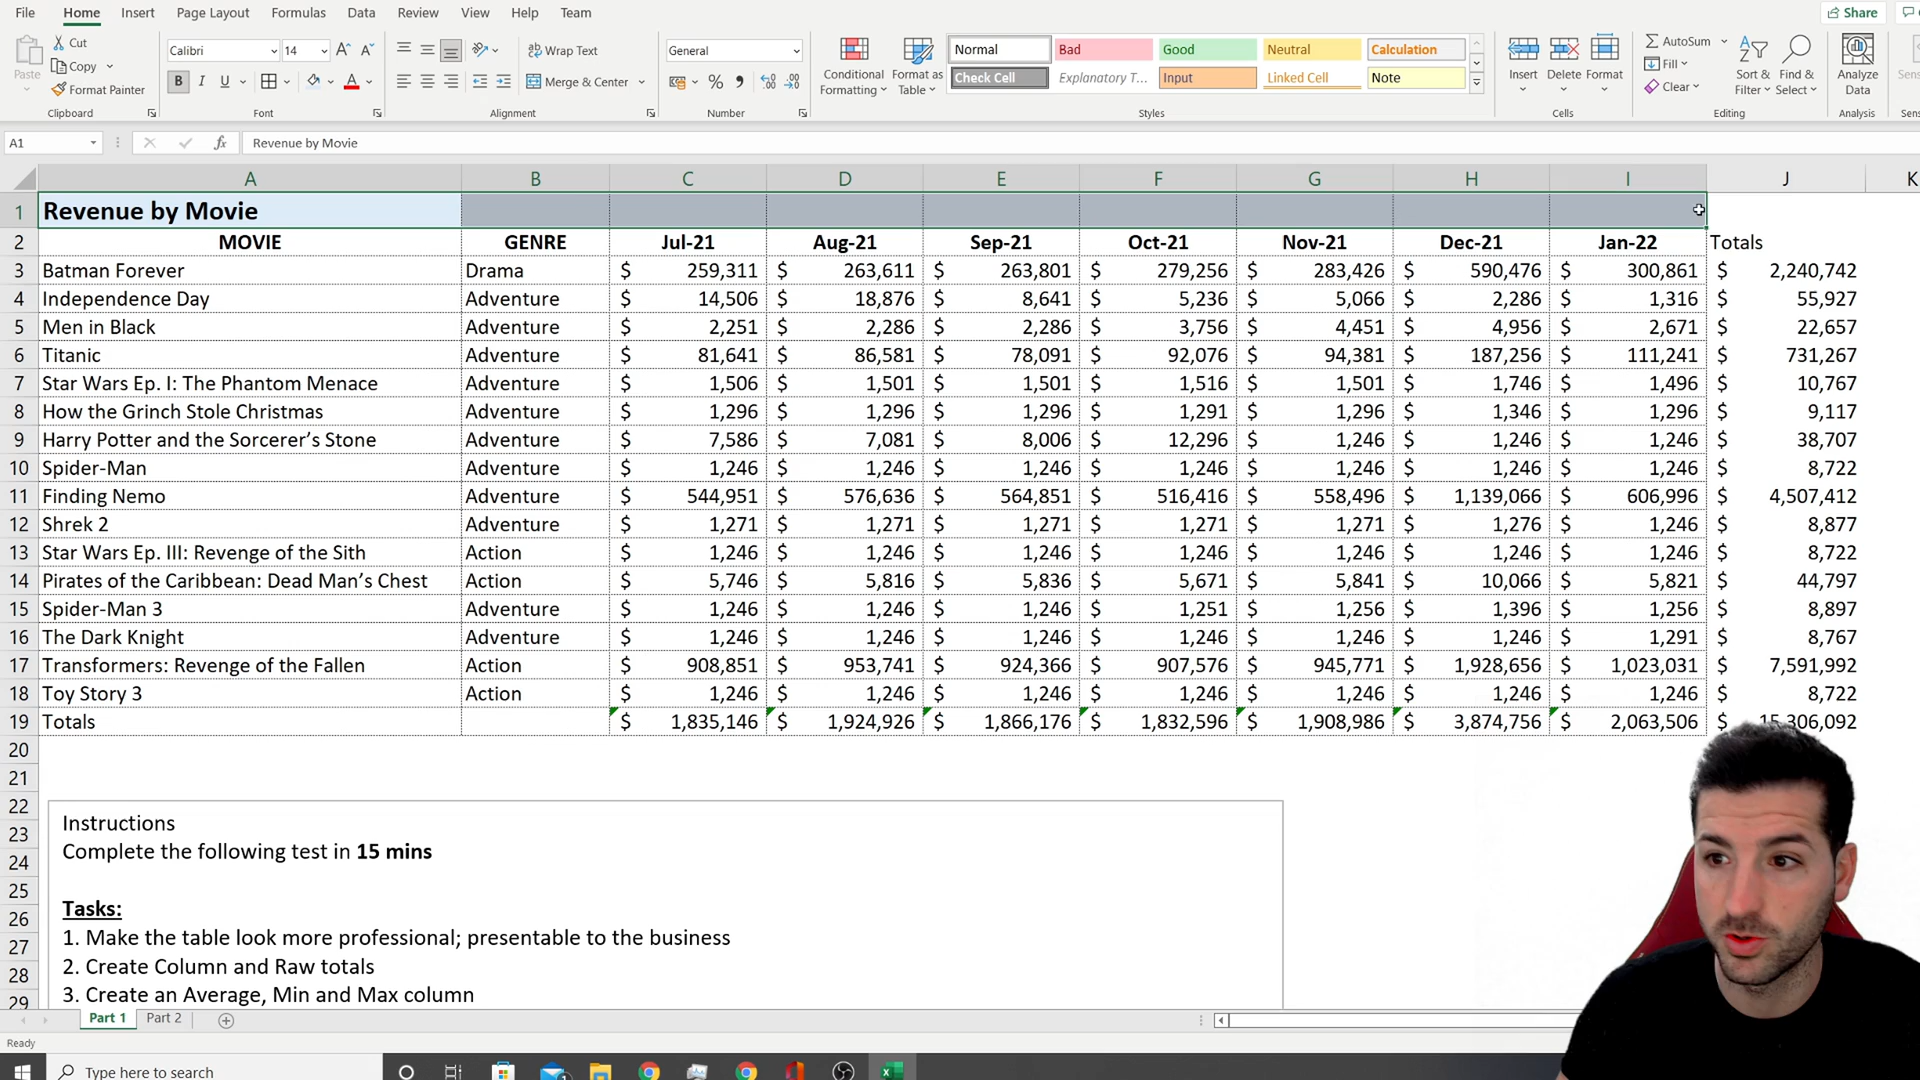 File Home Insert Page Layout Formulas Data Review View Help Team Share
Cut Calibri 14 Wrap Text General Normal Bad Good Neutral Calculation AutoSum
Paste Copy Format Painter B I U Merge & Center % Conditional Formatting Format as Table Check Cell Explanatory T... Input Linked Cell Note Insert Delete Format Fill Clear Sort & Filter Find & Select Analyze Data
Clipboard Font Alignment Number Styles Cells Editing Analysis
A1 fx Revenue by Movie
A B C D E F G H I J K
1 Revenue by Movie
2 MOVIE GENRE Jul-21 Aug-21 Sep-21 Oct-21 Nov-21 Dec-21 Jan-22 Totals
3 Batman Forever Drama $ 259,311 $ 263,611 $ 263,801 $ 279,256 $ 283,426 $ 590,476 $ 300,861 $ 2,240,742
4 Independence Day Adventure $ 14,506 $ 18,876 $ 8,641 $ 5,236 $ 5,066 $ 2,286 $ 1,316 $ 55,927
5 Men in Black Adventure $ 2,251 $ 2,286 $ 2,286 $ 3,756 $ 4,451 $ 4,956 $ 2,671 $ 22,657
6 Titanic Adventure $ 81,641 $ 86,581 $ 78,091 $ 92,076 $ 94,381 $ 187,256 $ 111,241 $ 731,267
7 Star Wars Ep. I: The Phantom Menace Adventure $ 1,506 $ 1,501 $ 1,501 $ 1,516 $ 1,501 $ 1,746 $ 1,496 $ 10,767
8 How the Grinch Stole Christmas Adventure $ 1,296 $ 1,296 $ 1,296 $ 1,291 $ 1,296 $ 1,346 $ 1,296 $ 9,117
9 Harry Potter and the Sorcerer’s Stone Adventure $ 7,586 $ 7,081 $ 8,006 $ 12,296 $ 1,246 $ 1,246 $ 1,246 $ 38,707
10 Spider-Man Adventure $ 1,246 $ 1,246 $ 1,246 $ 1,246 $ 1,246 $ 1,246 $ 1,246 $ 8,722
11 Finding Nemo Adventure $ 544,951 $ 576,636 $ 564,851 $ 516,416 $ 558,496 $ 1,139,066 $ 606,996 $ 4,507,412
12 Shrek 2 Adventure $ 1,271 $ 1,271 $ 1,271 $ 1,271 $ 1,271 $ 1,276 $ 1,246 $ 8,877
13 Star Wars Ep. III: Revenge of the Sith Action $ 1,246 $ 1,246 $ 1,246 $ 1,246 $ 1,246 $ 1,246 $ 1,246 $ 8,722
14 Pirates of the Caribbean: Dead Man’s Chest Action $ 5,746 $ 5,816 $ 5,836 $ 5,671 $ 5,841 $ 10,066 $ 5,821 $ 44,797
15 Spider-Man 3 Adventure $ 1,246 $ 1,246 $ 1,246 $ 1,251 $ 1,256 $ 1,396 $ 1,256 $ 8,897
16 The Dark Knight Adventure $ 1,246 $ 1,246 $ 1,246 $ 1,246 $ 1,246 $ 1,246 $ 1,291 $ 8,767
17 Transformers: Revenge of the Fallen Action $ 908,851 $ 953,741 $ 924,366 $ 907,576 $ 945,771 $ 1,928,656 $ 1,023,031 $ 7,591,992
18 Toy Story 3 Action $ 1,246 $ 1,246 $ 1,246 $ 1,246 $ 1,246 $ 1,246 $ 1,246 $ 8,722
19 Totals $ 1,835,146 $ 1,924,926 $ 1,866,176 $ 1,832,596 $ 1,908,986 $ 3,874,756 $ 2,063,506 $ 15,306,092
20
21
22
23 Instructions
24 Complete the following test in 15 mins
25
26 Tasks:
27 1. Make the table look more professional; presentable to the business
28 2. Create Column and Raw totals
29 3. Create an Average, Min and Max column
Part 1 Part 2
Ready
Type here to search